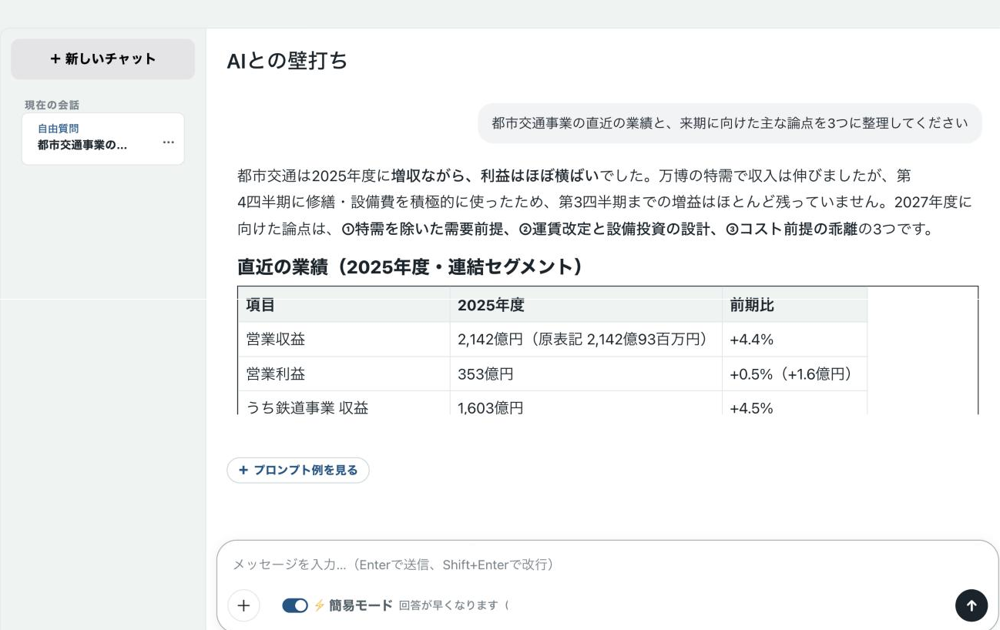 + 新しいチャット
現在の会話
自由質問
都市交通事業の... ...
AIとの壁打ち
都市交通事業の直近の業績と、来期に向けた主な論点を3つに整理してください
都市交通は2025年度に増収ながら、利益はほぼ横ばいでした。万博の特需で収入は伸びましたが、第
4四半期に修繕・設備費を積極的に使ったため、第3四半期までの増益はほとんど残っていません。2027年度に
向けた論点は、①特需を除いた需要前提、②運賃改定と設備投資の設計、③コスト前提の乖離の3つです。
直近の業績（2025年度・連結セグメント）
項目 2025年度 前期比
営業収益 2,142億円（原表記 2,142億93百万円） +4.4%
営業利益 353億円 +0.5%（+1.6億円）
うち鉄道事業 収益 1,603億円 +4.5%
+ プロンプト例を見る
メッセージを入力...（Enterで送信、Shift+Enterで改行）
+ ⚡簡易モード 回答が早くなります（